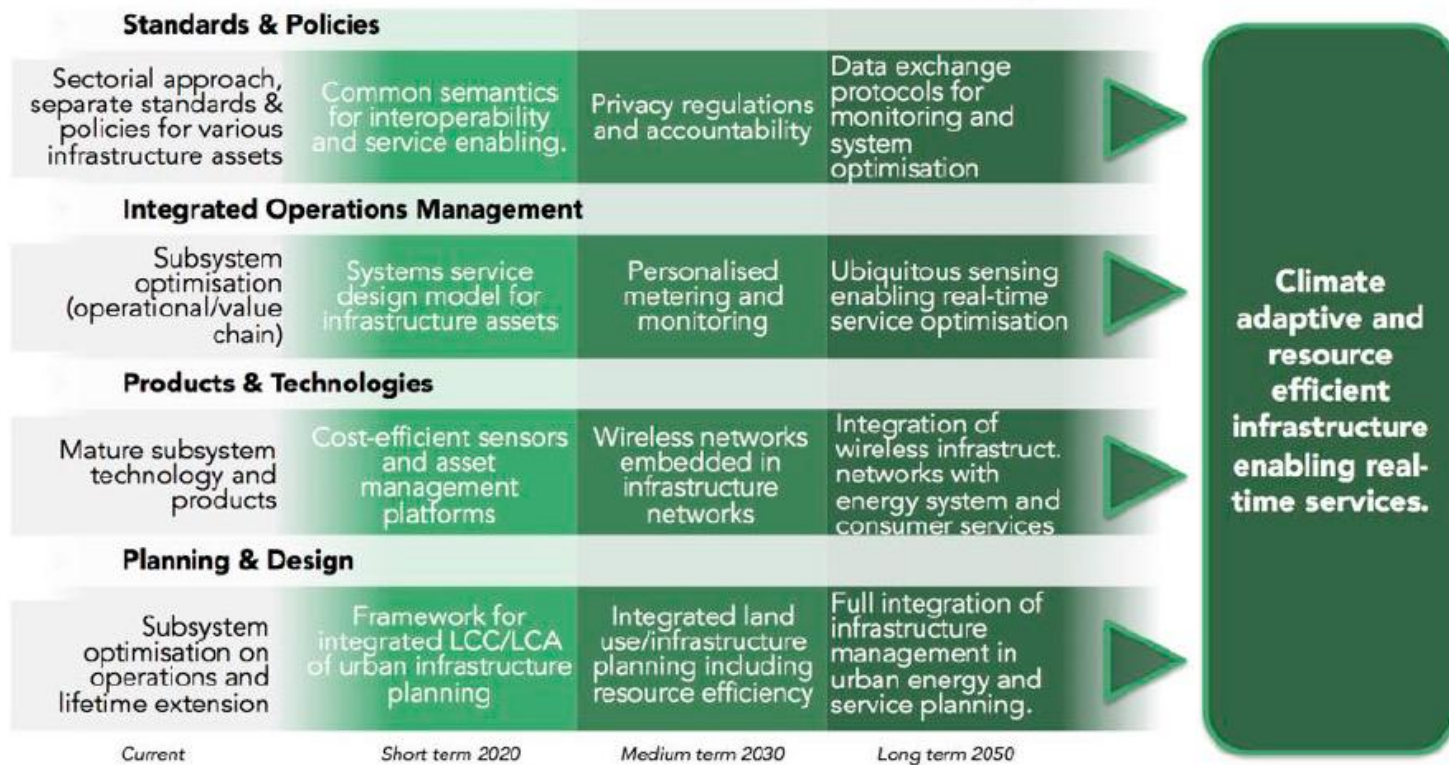 Standards & Policies
Sectorial approach,
separate standards &
policies for various
infrastructure assets
Common semantics
for interoperability
and service enabling.
Privacy regulations
and accountability
Data exchange
protocols for
monitoring and
system
optimisation
Integrated Operations Management
Subsystem
optimisation
(operational/value
chain)
Systems service
design model for
infrastructure assets
Personalised
metering and
monitoring
Ubiquitous sensing
enabling real-time
service optimisation
Products & Technologies
Mature subsystem
technology and
products
Cost-efficient sensors
and asset
management
platforms
Wireless networks
embedded in
infrastructure
networks
Integration of
wireless infrastruct.
networks with
energy system and
consumer services
Planning & Design
Subsystem
optimisation on
operations and
lifetime extension
Framework for
integrated LCC/LCA
of urban infrastructure
planning
Integrated land
use/infrastructure
planning including
resource efficiency
Full integration of
infrastructure
management in
urban energy and
service planning.
Current
Short term 2020
Medium term 2030
Long term 2050
Climate
adaptive and
resource
efficient
infrastructure
enabling real-
time services.